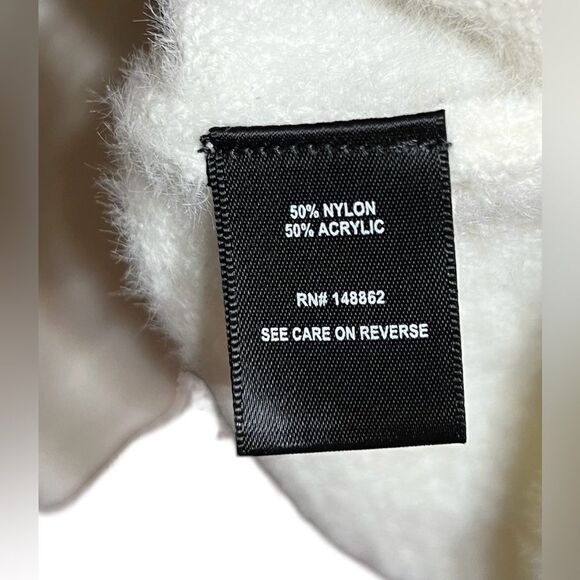 50% NYLON
50% ACRYLIC
RN# 148862
SEE CARE ON REVERSE